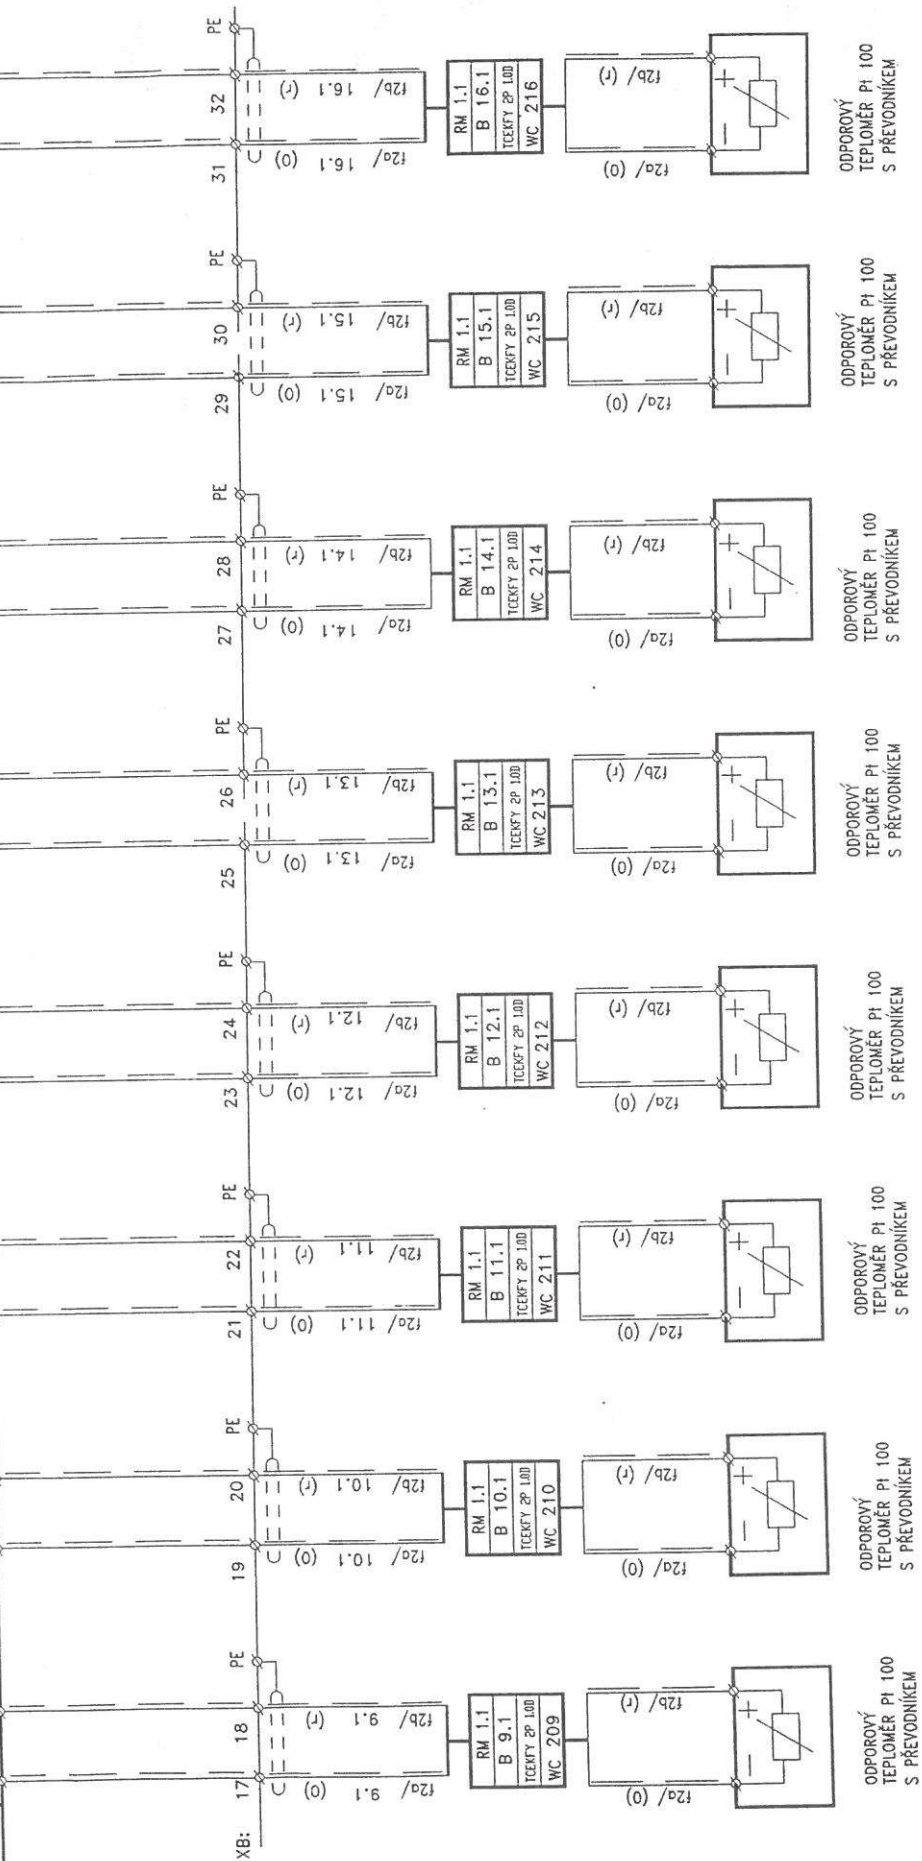 XB:
17
18
PE
f2a/ 9.1 (0)
f2b/ 9.1 (r)
RM 1.1
B 9.1
TCEKFY 2P 1.0D
WC 209
f2a/ (0)
f2b/ (r)
−
+
ODPOROVÝ
TEPLOMĚR Pt 100
S PŘEVODNÍKEM
19
20
PE
f2a/ 10.1 (0)
f2b/ 10.1 (r)
RM 1.1
B 10.1
TCEKFY 2P 1.0D
WC 210
f2a/ (0)
f2b/ (r)
−
+
ODPOROVÝ
TEPLOMĚR Pt 100
S PŘEVODNÍKEM
21
22
PE
f2a/ 11.1 (0)
f2b/ 11.1 (r)
RM 1.1
B 11.1
TCEKFY 2P 1.0D
WC 211
f2a/ (0)
f2b/ (r)
−
+
ODPOROVÝ
TEPLOMĚR Pt 100
S PŘEVODNÍKEM
23
24
PE
f2a/ 12.1 (0)
f2b/ 12.1 (r)
RM 1.1
B 12.1
TCEKFY 2P 1.0D
WC 212
f2a/ (0)
f2b/ (r)
−
+
ODPOROVÝ
TEPLOMĚR Pt 100
S PŘEVODNÍKEM
25
26
PE
f2a/ 13.1 (0)
f2b/ 13.1 (r)
RM 1.1
B 13.1
TCEKFY 2P 1.0D
WC 213
f2a/ (0)
f2b/ (r)
−
+
ODPOROVÝ
TEPLOMĚR Pt 100
S PŘEVODNÍKEM
27
28
PE
f2a/ 14.1 (0)
f2b/ 14.1 (r)
RM 1.1
B 14.1
TCEKFY 2P 1.0D
WC 214
f2a/ (0)
f2b/ (r)
−
+
ODPOROVÝ
TEPLOMĚR Pt 100
S PŘEVODNÍKEM
29
30
PE
f2a/ 15.1 (0)
f2b/ 15.1 (r)
RM 1.1
B 15.1
TCEKFY 2P 1.0D
WC 215
f2a/ (0)
f2b/ (r)
−
+
ODPOROVÝ
TEPLOMĚR Pt 100
S PŘEVODNÍKEM
31
32
PE
f2a/ 16.1 (0)
f2b/ 16.1 (r)
RM 1.1
B 16.1
TCEKFY 2P 1.0D
WC 216
f2a/ (0)
f2b/ (r)
−
+
ODPOROVÝ
TEPLOMĚR Pt 100
S PŘEVODNÍKEM